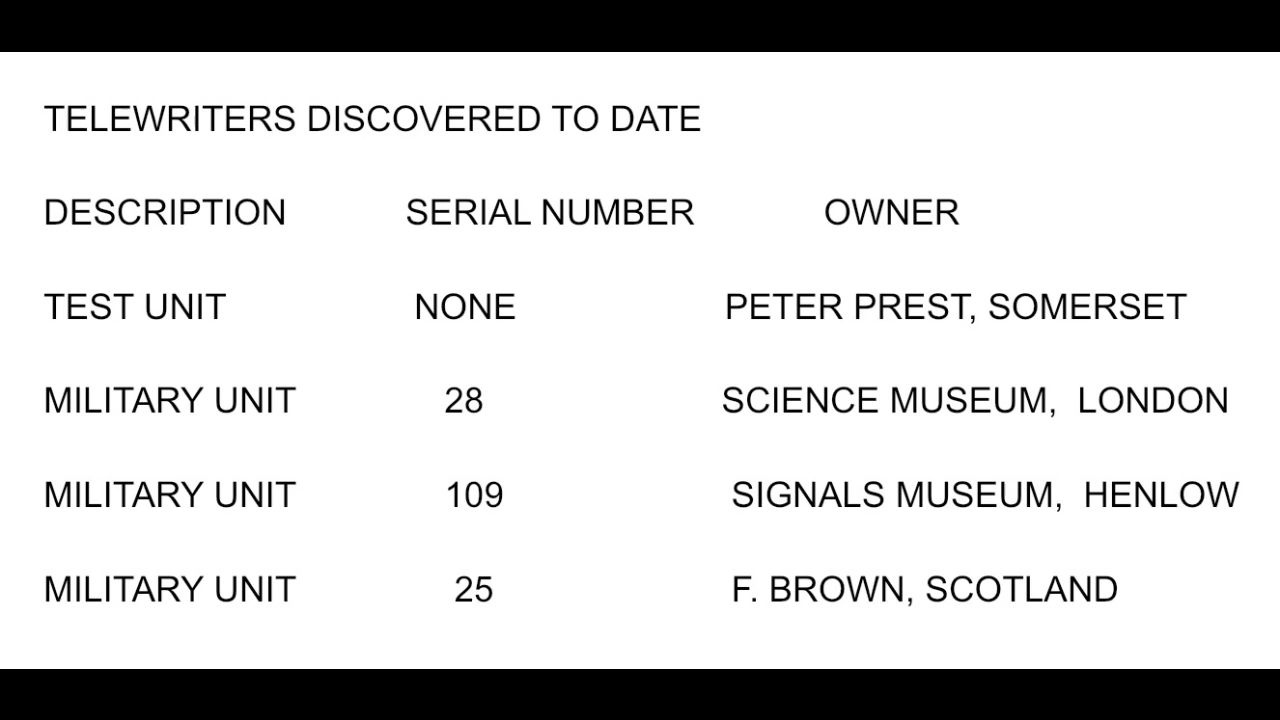 TELEWRITERS DISCOVERED TO DATE
DESCRIPTION SERIAL NUMBER OWNER
TEST UNIT NONE PETER PREST, SOMERSET
MILITARY UNIT 28 SCIENCE MUSEUM, LONDON
MILITARY UNIT 109 SIGNALS MUSEUM, HENLOW
MILITARY UNIT 25 F. BROWN, SCOTLAND